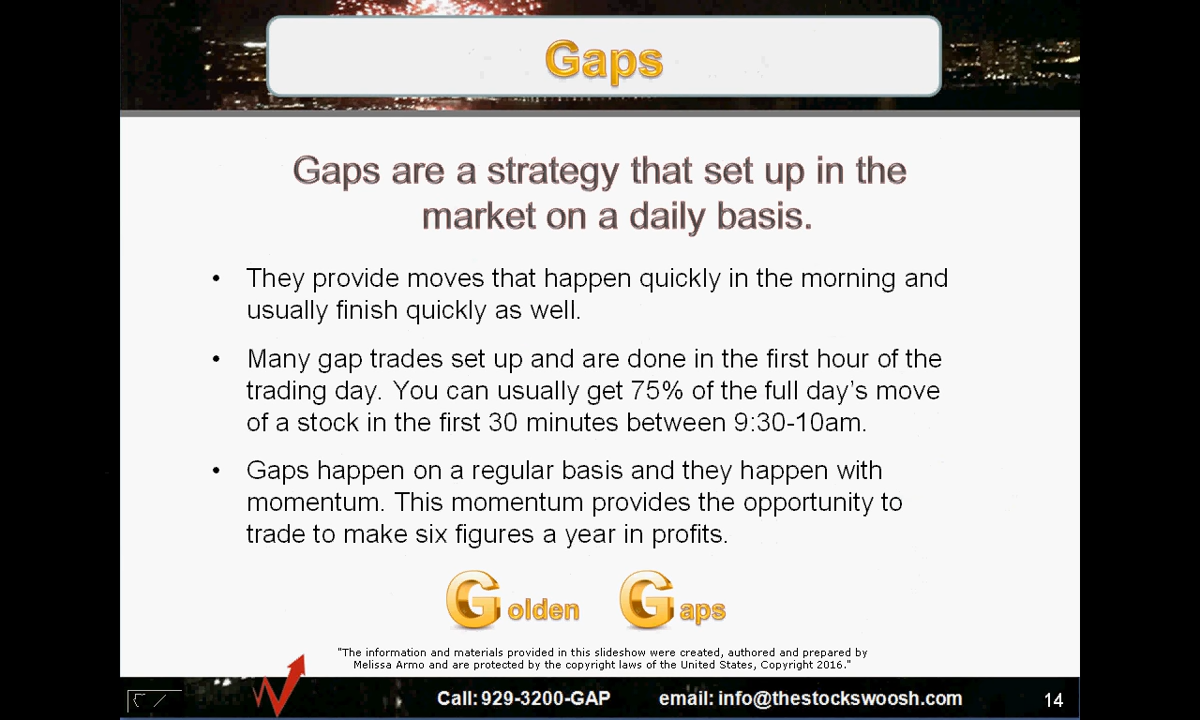 Gaps
Gaps are a strategy that set up in the
market on a daily basis.
• They provide moves that happen quickly in the morning and
usually finish quickly as well.
• Many gap trades set up and are done in the first hour of the
trading day. You can usually get 75% of the full day's move
of a stock in the first 30 minutes between 9:30-10am.
• Gaps happen on a regular basis and they happen with
momentum. This momentum provides the opportunity to
trade to make six figures a year in profits.
Golden Gaps
"The information and materials provided in this slideshow were created, authored and prepared by
Melissa Armo and are protected by the copyright laws of the United States, Copyright 2016."
Call: 929-3200-GAP email: info@thestockswoosh.com 14